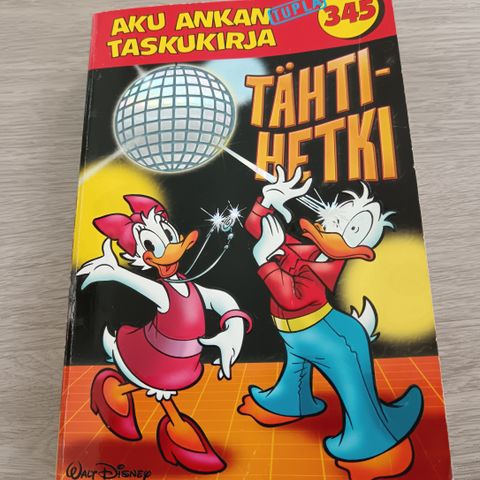 AKU ANKAN
TUPLA
TASKUKIRJA
345
TÄHTI-
HETKI
WALT DISNEY